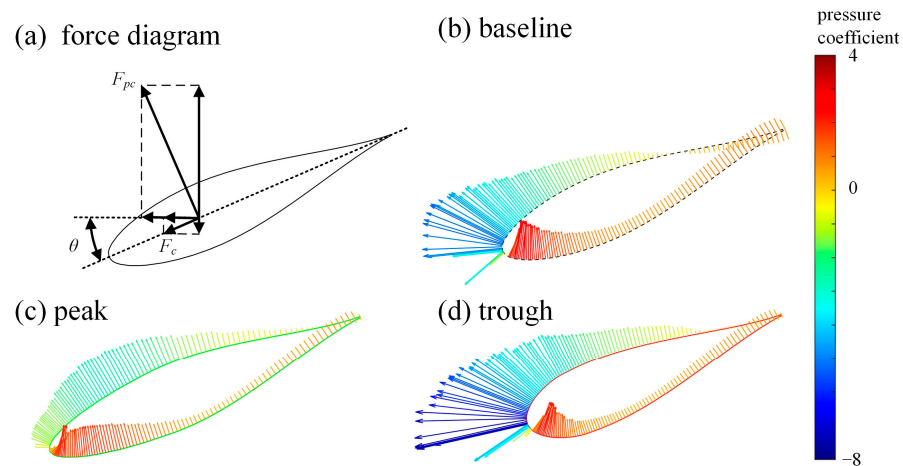 (a) force diagram
F_pc
θ
F_c
(b) baseline
pressure
coefficient
4
0
−8
(c) peak
(d) trough